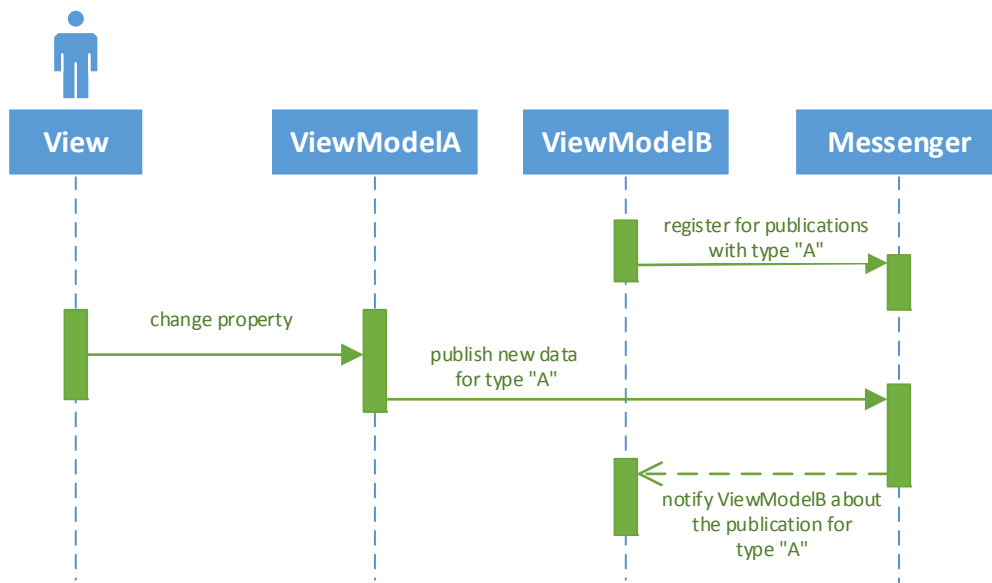 View
ViewModelA
ViewModelB
Messenger
register for publications
with type "A"
change property
publish new data
for type "A"
notify ViewModelB about
the publication for
type "A"